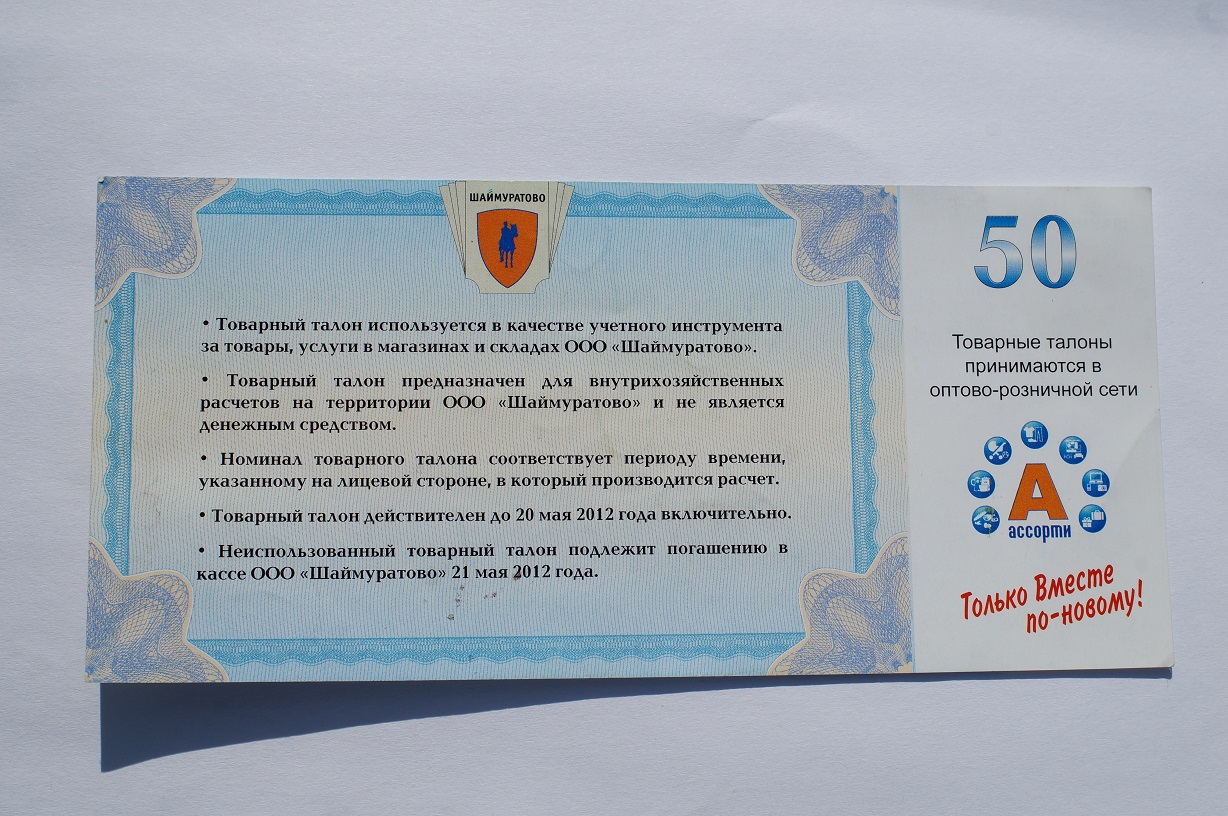 ШАЙМУРАТОВО
• Товарный талон используется в качестве учетного инструмента
за товары, услуги в магазинах и складах ООО «Шаймуратово».
• Товарный талон предназначен для внутрихозяйственных
расчетов на территории ООО «Шаймуратово» и не является
денежным средством.
• Номинал товарного талона соответствует периоду времени,
указанному на лицевой стороне, в который производится расчет.
• Товарный талон действителен до 20 мая 2012 года включительно.
• Неиспользованный товарный талон подлежит погашению в
кассе ООО «Шаймуратово» 21 мая 2012 года.
50
Товарные талоны
принимаются в
оптово-розничной сети
А
ассорти
Только Вместе
по-новому!